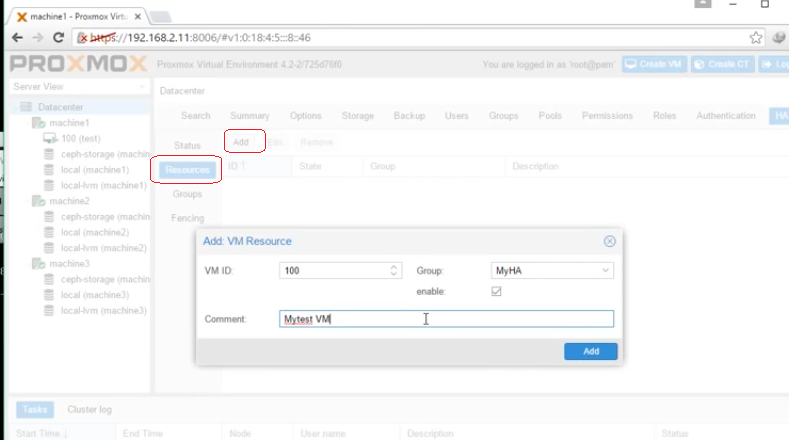 machine1 - Proxmox Virtu
https://192.168.2.11:8006/#v1:0:18:4:5:::8::46
PROXMOX Proxmox Virtual Environment 4.2-2/725d76f0 You are logged in as 'root@pam' Create VM Create CT Log
Server View
Datacenter
machine1
100 (test)
ceph-storage (machin
local (machine1)
local-lvm (machine1)
machine2
ceph-storage (machin
local (machine2)
local-lvm (machine2)
machine3
ceph-storage (machin
local (machine3)
local-lvm (machine3)
Datacenter
Search Summary Options Storage Backup Users Groups Pools Permissions Roles Authentication HA
Status
Resources
Groups
Fencing
Add Edit Remove
ID State Group Description
Add: VM Resource
VM ID: 100 Group: MyHA
enable:
Comment: Mytest VM
Add
Tasks Cluster log
Start Time End Time Node User name Description Status